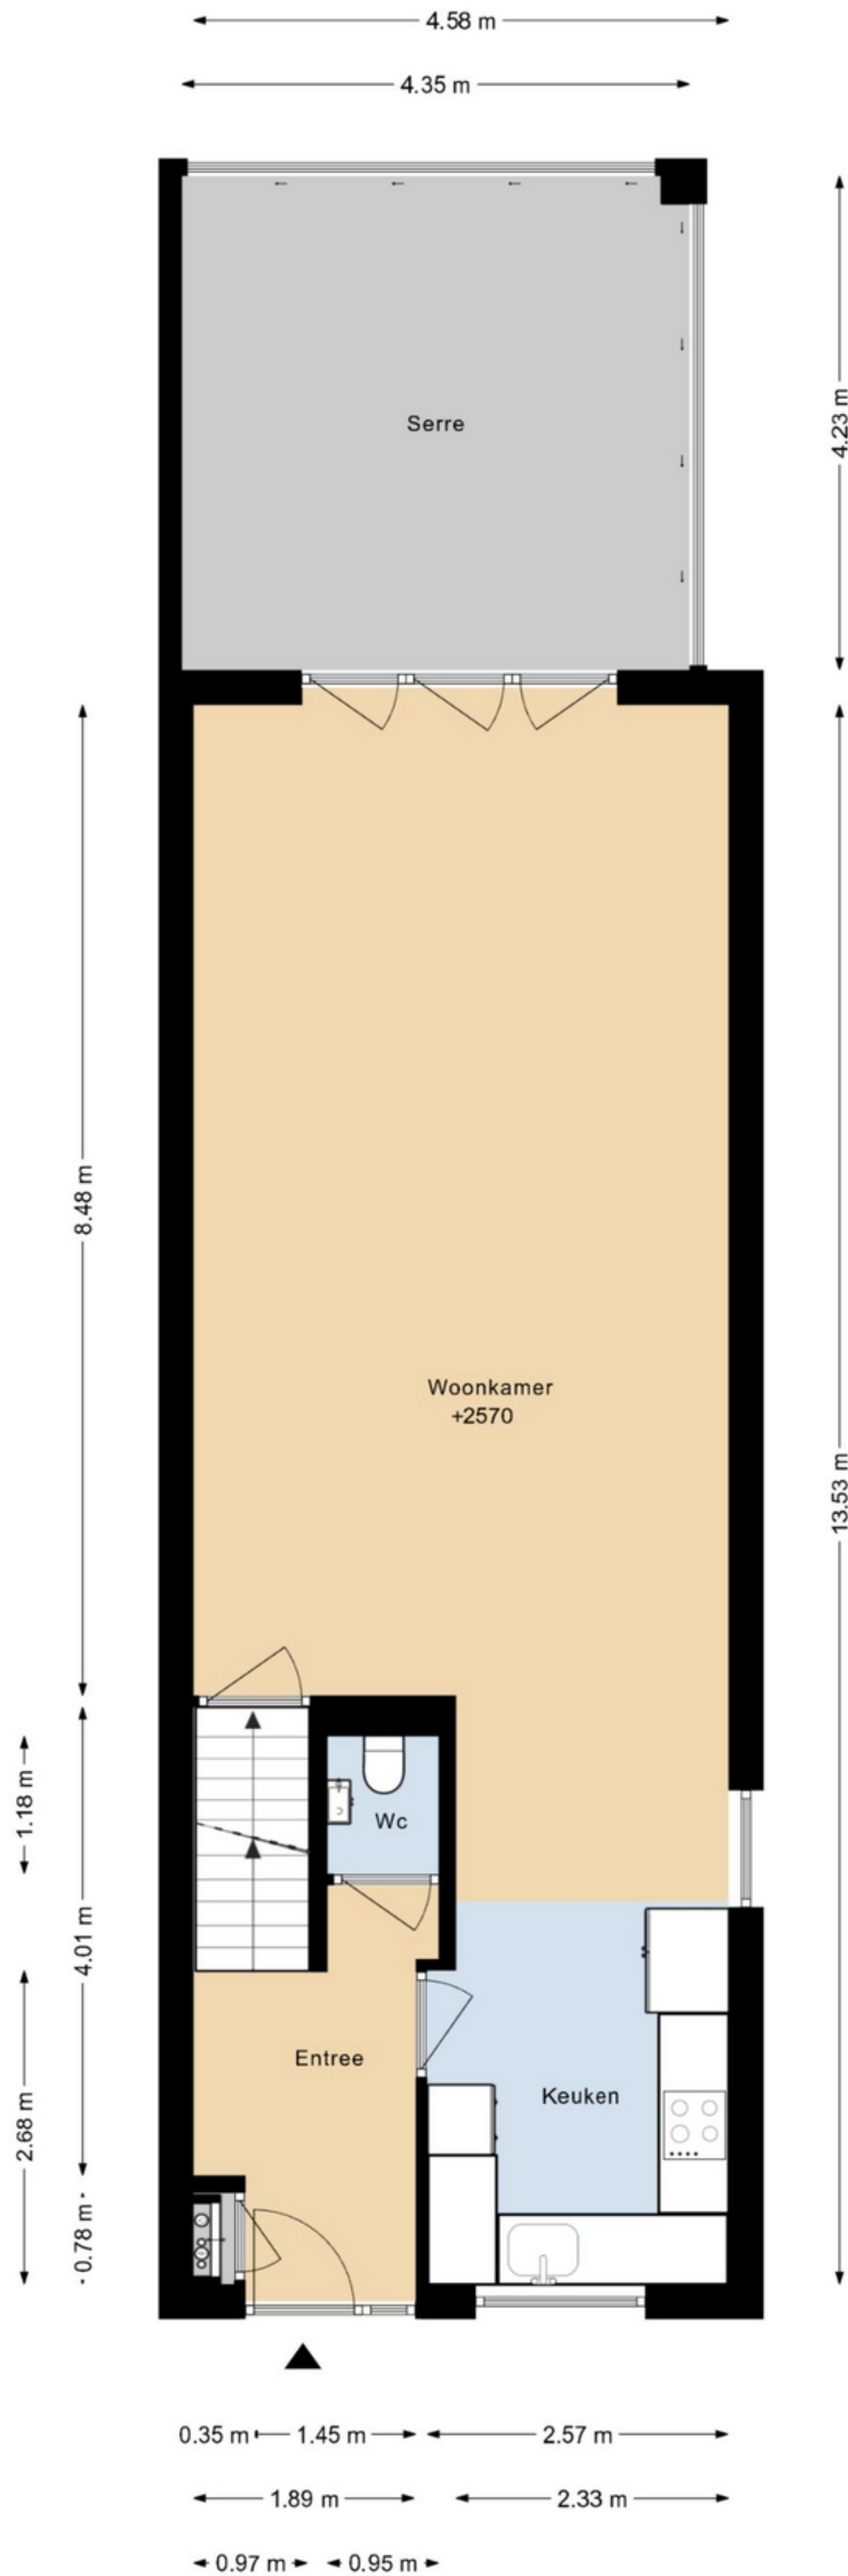 4.58 m
4.35 m
4.23 m
Serre
8.48 m
Woonkamer
+2570
13.53 m
1.18 m
Wc
4.01 m
Entree
Keuken
2.68 m
0.78 m
0.35 m
1.45 m
2.57 m
1.89 m
2.33 m
0.97 m
0.95 m